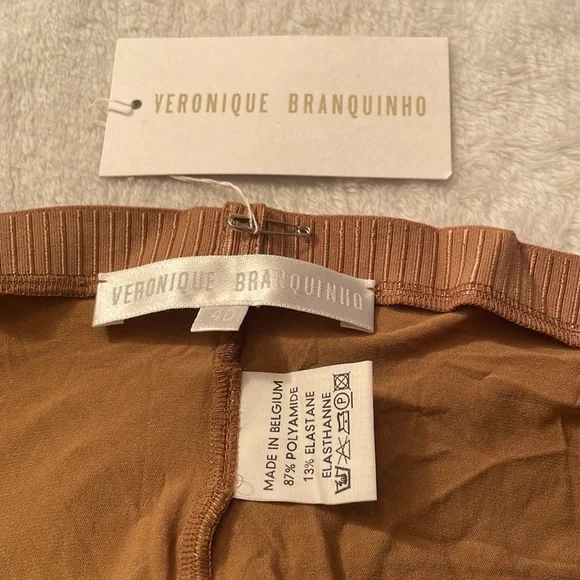 VERONIQUE BRANQUINHO
VERONIQUE BRANQUINHO
40
MADE IN BELGIUM
87% POLYAMIDE
13% ELASTANE
ELASTHANNE
P